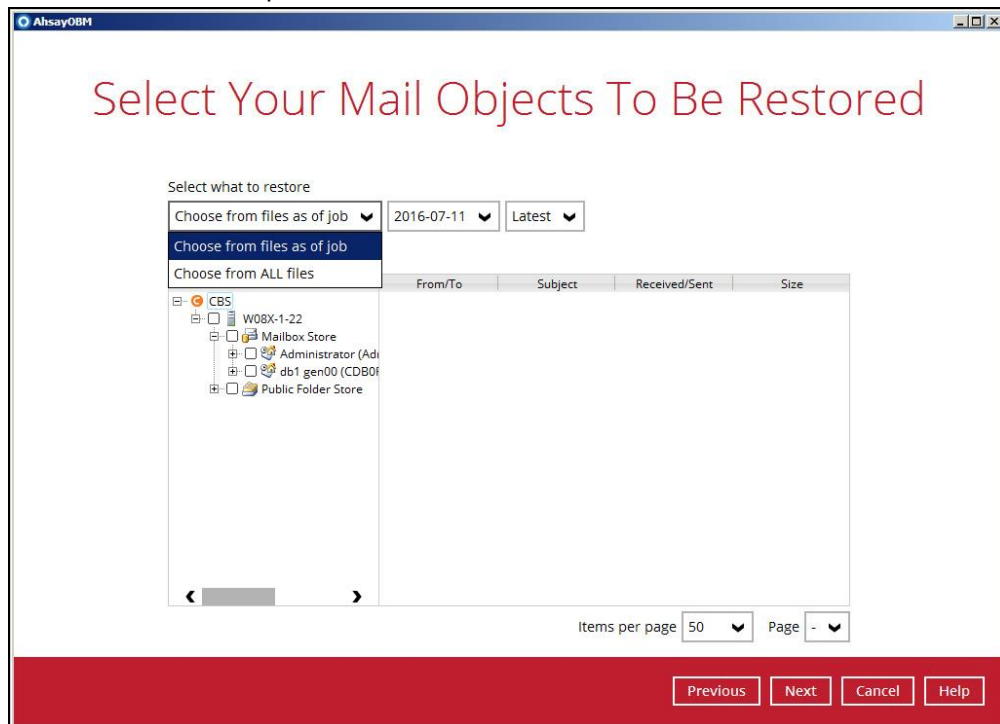 AhsayOBM
Select Your Mail Objects To Be Restored
Select what to restore
Choose from files as of job 2016-07-11 Latest
Choose from files as of job
Choose from ALL files
From/To Subject Received/Sent Size
CBS
W08X-1-22
Mailbox Store
Administrator (Adı
db1 gen00 (CDB0F
Public Folder Store
Items per page 50 Page -
Previous Next Cancel Help